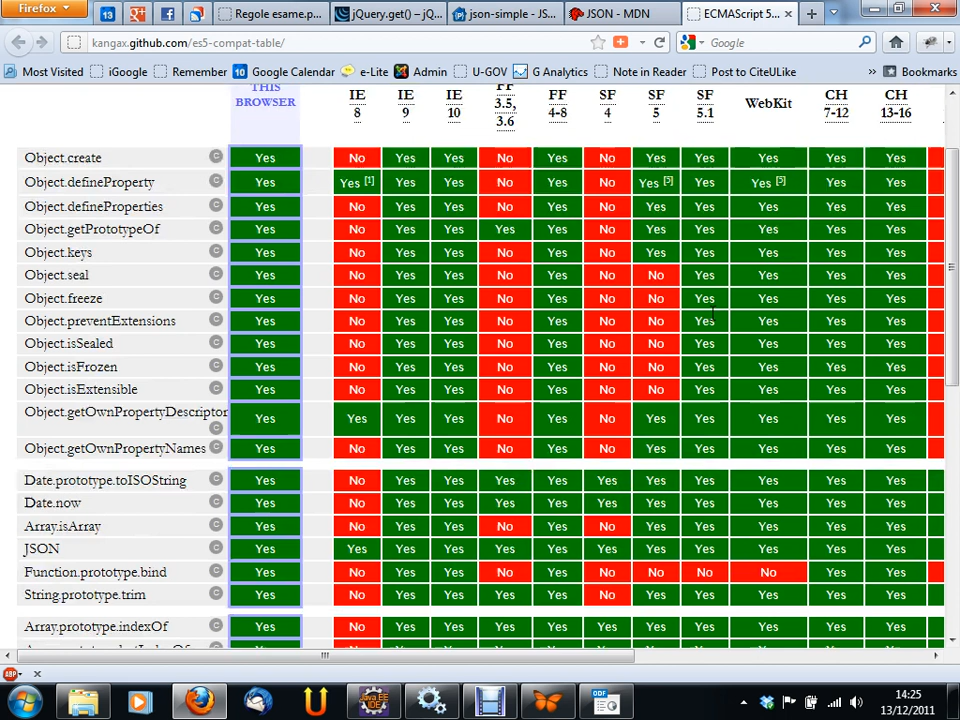 Firefox
13
Regole esame.p...
jQuery.get() – jQ...
json-simple - JS...
JSON - MDN
ECMAScript 5...
kangax.github.com/es5-compat-table/
Google
Most Visited iGoogle Remember 10 Google Calendar e-Lite Admin U-GOV G Analytics Note in Reader Post to CiteULike » Bookmarks
THIS BROWSER IE 8 IE 9 IE 10 FF 3.5, 3.6 FF 4-8 SF 4 SF 5 SF 5.1 WebKit CH 7-12 CH 13-16
Object.create C Yes No Yes Yes No Yes No Yes Yes Yes Yes Yes
Object.defineProperty C Yes Yes [1] Yes Yes No Yes No Yes [5] Yes Yes [5] Yes Yes
Object.defineProperties C Yes No Yes Yes No Yes No Yes Yes Yes Yes Yes
Object.getPrototypeOf C Yes No Yes Yes Yes Yes No Yes Yes Yes Yes Yes
Object.keys C Yes No Yes Yes No Yes No Yes Yes Yes Yes Yes
Object.seal C Yes No Yes Yes No Yes No No Yes Yes Yes Yes
Object.freeze C Yes No Yes Yes No Yes No No Yes Yes Yes Yes
Object.preventExtensions C Yes No Yes Yes No Yes No No Yes Yes Yes Yes
Object.isSealed C Yes No Yes Yes No Yes No No Yes Yes Yes Yes
Object.isFrozen C Yes No Yes Yes No Yes No No Yes Yes Yes Yes
Object.isExtensible C Yes No Yes Yes No Yes No No Yes Yes Yes Yes
Object.getOwnPropertyDescriptor C Yes Yes Yes Yes No Yes No Yes Yes Yes Yes Yes
Object.getOwnPropertyNames C Yes No Yes Yes No Yes No Yes Yes Yes Yes Yes
Date.prototype.toISOString C Yes No Yes Yes Yes Yes Yes Yes Yes Yes Yes Yes
Date.now C Yes No Yes Yes Yes Yes Yes Yes Yes Yes Yes Yes
Array.isArray C Yes No Yes Yes No Yes No Yes Yes Yes Yes Yes
JSON C Yes Yes Yes Yes Yes Yes Yes Yes Yes Yes Yes Yes
Function.prototype.bind C Yes No Yes Yes No Yes No No No No Yes Yes
String.prototype.trim C Yes No Yes Yes Yes Yes No Yes Yes Yes Yes Yes
Array.prototype.indexOf C Yes No Yes Yes Yes Yes Yes Yes Yes Yes Yes Yes
ABP
Java EE
IDE
ODF
14:25
13/12/2011